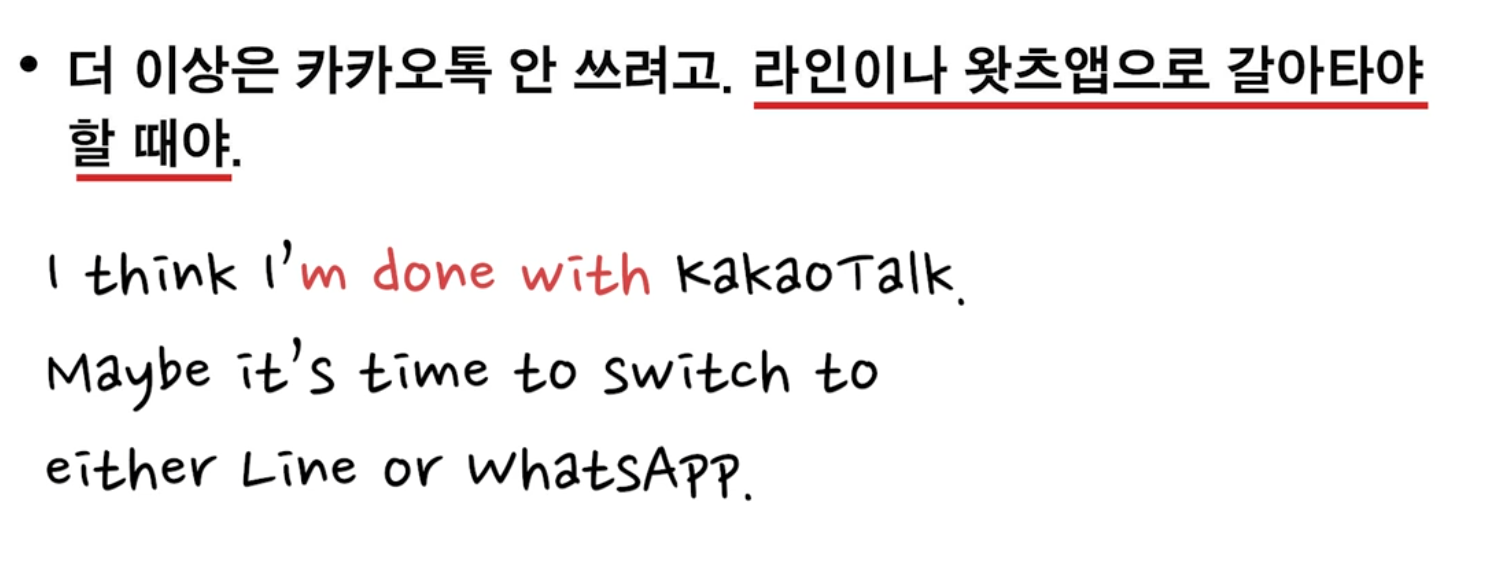 • 더 이상은 카카오톡 안 쓰려고. 라인이나 왓츠앱으로 갈아타야
할 때야.
I think I'm done with KakaoTalk.
Maybe it's time to switch to
either Line or WhatsApp.